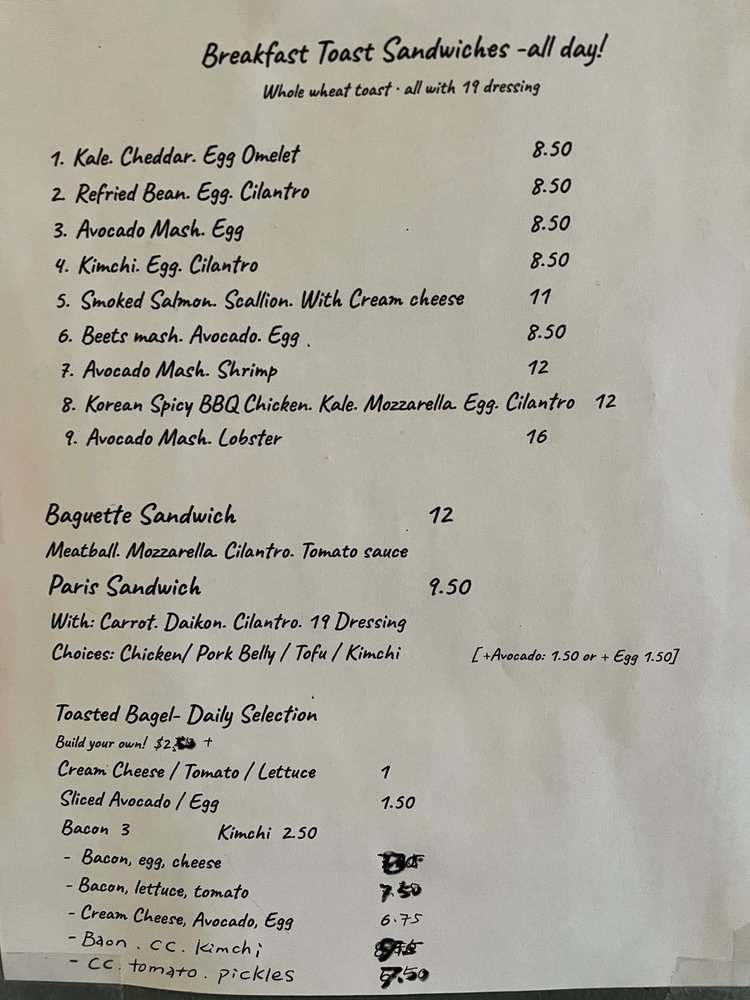 Breakfast Toast Sandwiches -all day!
Whole wheat toast · all with 19 dressing
1. Kale. Cheddar. Egg Omelet 8.50
2. Refried Bean. Egg. Cilantro 8.50
3. Avocado Mash. Egg 8.50
4. Kimchi. Egg. Cilantro 8.50
5. Smoked Salmon. Scallion. With Cream cheese 11
6. Beets mash. Avocado. Egg 8.50
7. Avocado Mash. Shrimp 12
8. Korean Spicy BBQ Chicken. Kale. Mozzarella. Egg. Cilantro 12
9. Avocado Mash. Lobster 16
Baguette Sandwich 12
Meatball. Mozzarella. Cilantro. Tomato sauce
Paris Sandwich 9.50
With: Carrot. Daikon. Cilantro. 19 Dressing
Choices: Chicken/ Pork Belly / Tofu / Kimchi [+Avocado: 1.50 or + Egg 1.50]
Toasted Bagel- Daily Selection
Build your own! +
Cream Cheese / Tomato / Lettuce 1
Sliced Avocado / Egg 1.50
Bacon 3 Kimchi 2.50
- Bacon, egg, cheese
- Bacon, lettuce, tomato 7.50
- Cream Cheese, Avocado, Egg 6.75
- Baon. CC. Kimchi
- CC. tomato. pickles 7.50